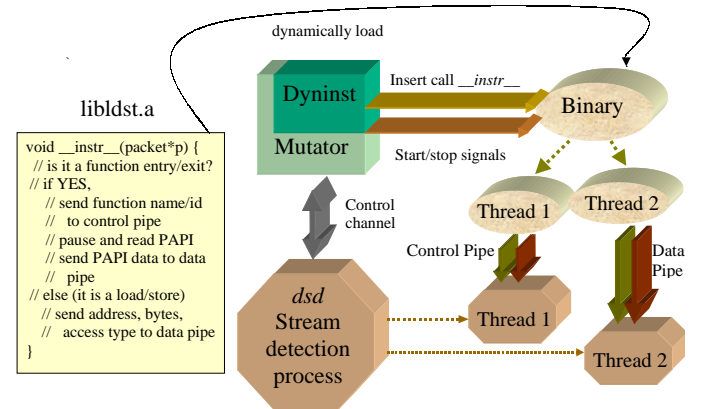 dynamically load
libldst.a
void __instr__(packet*p) {
// is it a function entry/exit?
// if YES,
// send function name/id
// to control pipe
// pause and read PAPI
// send PAPI data to data
// pipe
// else (it is a load/store)
// send address, bytes,
// access type to data pipe
}
Dyninst
Mutator
Insert call __instr__
Start/stop signals
Binary
Control
channel
Thread 1
Thread 2
Control Pipe
Data
Pipe
dsd
Stream
detection
process
Thread 1
Thread 2